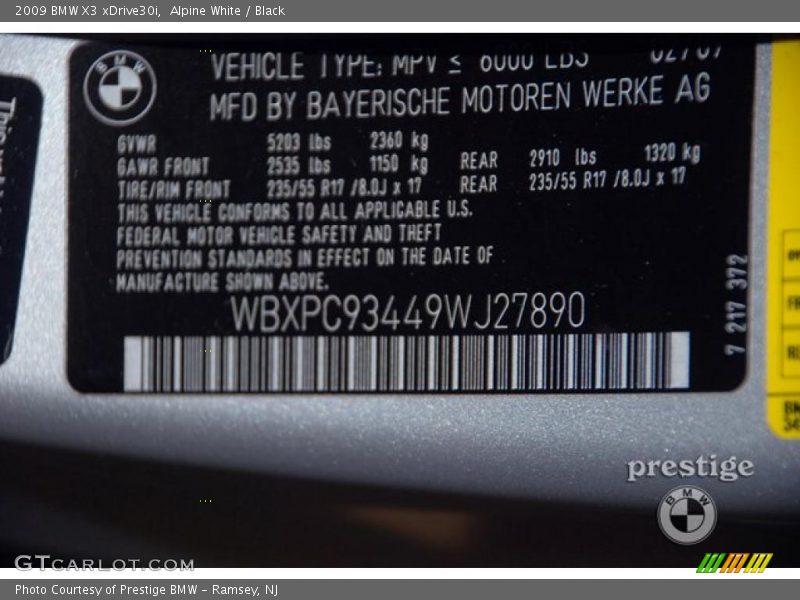 2009 BMW X3 xDrive30i, Alpine White / Black
BMW
VEHICLE TYPE: MPV ≤ 6000 LBS 02/07
MFD BY BAYERISCHE MOTOREN WERKE AG
GVWR 5203 lbs 2360 kg
GAWR FRONT 2535 lbs 1150 kg REAR 2910 lbs 1320 kg
TIRE/RIM FRONT 235/55 R17 /8.0J x 17 REAR 235/55 R17 /8.0J x 17
THIS VEHICLE CONFORMS TO ALL APPLICABLE U.S.
FEDERAL MOTOR VEHICLE SAFETY AND THEFT
PREVENTION STANDARDS IN EFFECT ON THE DATE OF
MANUFACTURE SHOWN ABOVE.
WBXPC93449WJ27890
7 217 372
prestige
BMW
GTCARLOT.COM
Photo Courtesy of Prestige BMW – Ramsey, NJ